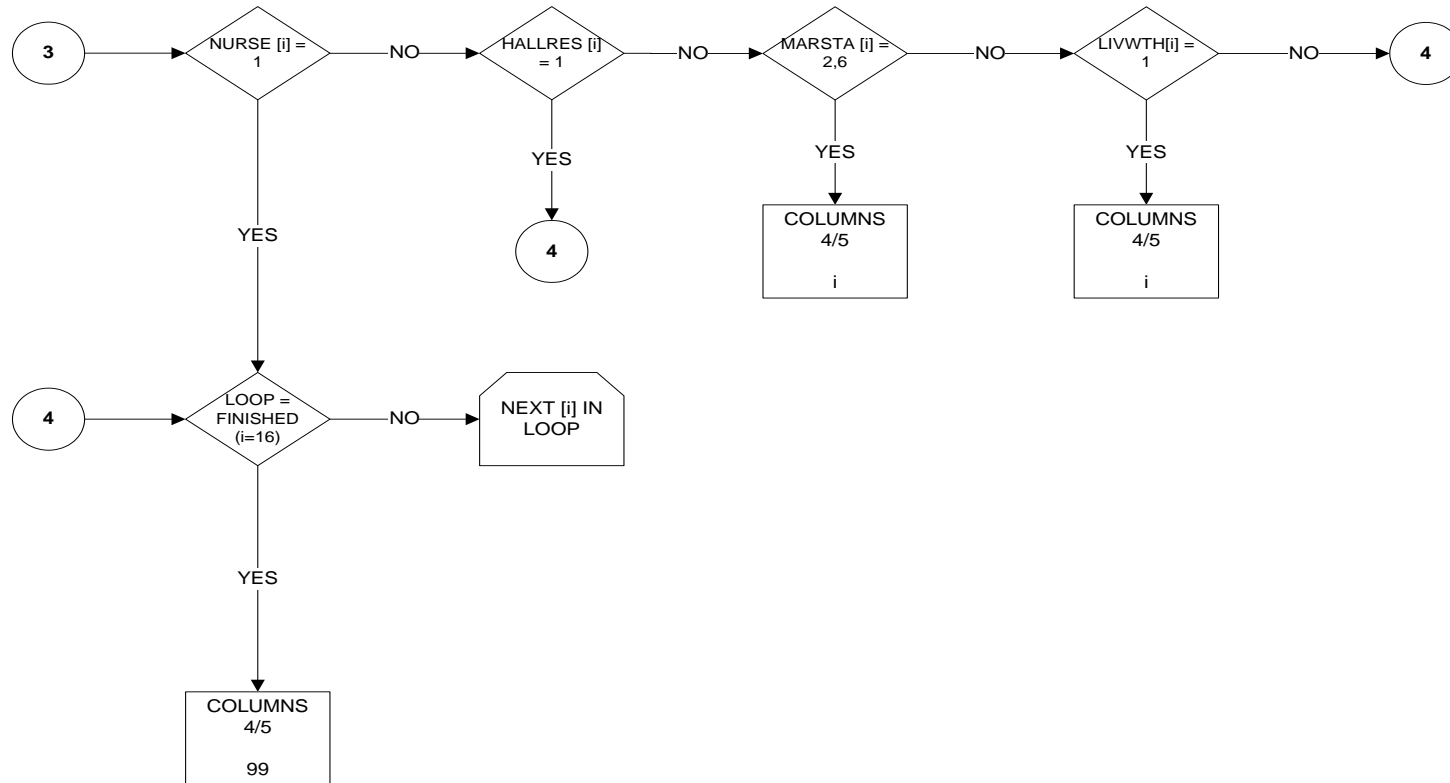 3
NURSE [i] =
1
NO
HALLRES [i]
= 1
NO
MARSTA [i] =
2,6
NO
LIVWTH[i] =
1
NO
4
YES
YES
YES
YES
4
COLUMNS
4/5
i
COLUMNS
4/5
i
4
LOOP =
FINISHED
(i=16)
NO
NEXT [i] IN
LOOP
YES
COLUMNS
4/5
99